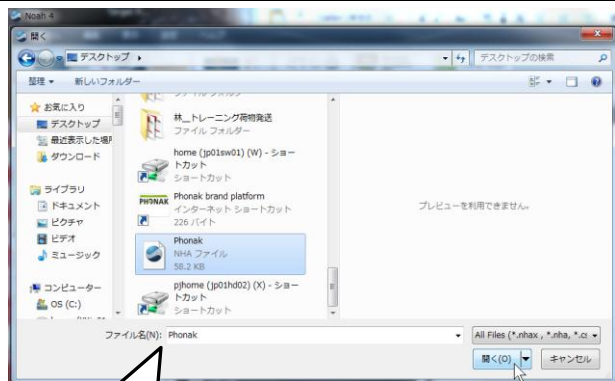 Noah 4
開く
デスクトップ
デスクトップの検索
整理 新しいフォルダー
お気に入り
デスクトップ
最近表示した場所
ダウンロード
ライブラリ
ドキュメント
ピクチャ
ビデオ
ミュージック
コンピューター
OS (C:)
林_トレーニング荷物発送
ファイル フォルダー
home (jp01sw01) (W) - ショー
トカット
ショートカット
PHONAK
Phonak brand platform
インターネット ショートカット
226 バイト
Phonak
NHA ファイル
58.2 KB
pjhome (jp01hd02) (X) - ショー
トカット
ショートカット
プレビューを利用できません。
ファイル名(N): Phonak
All Files (*.nhax , *.nha, *.c
開く(O) キャンセル